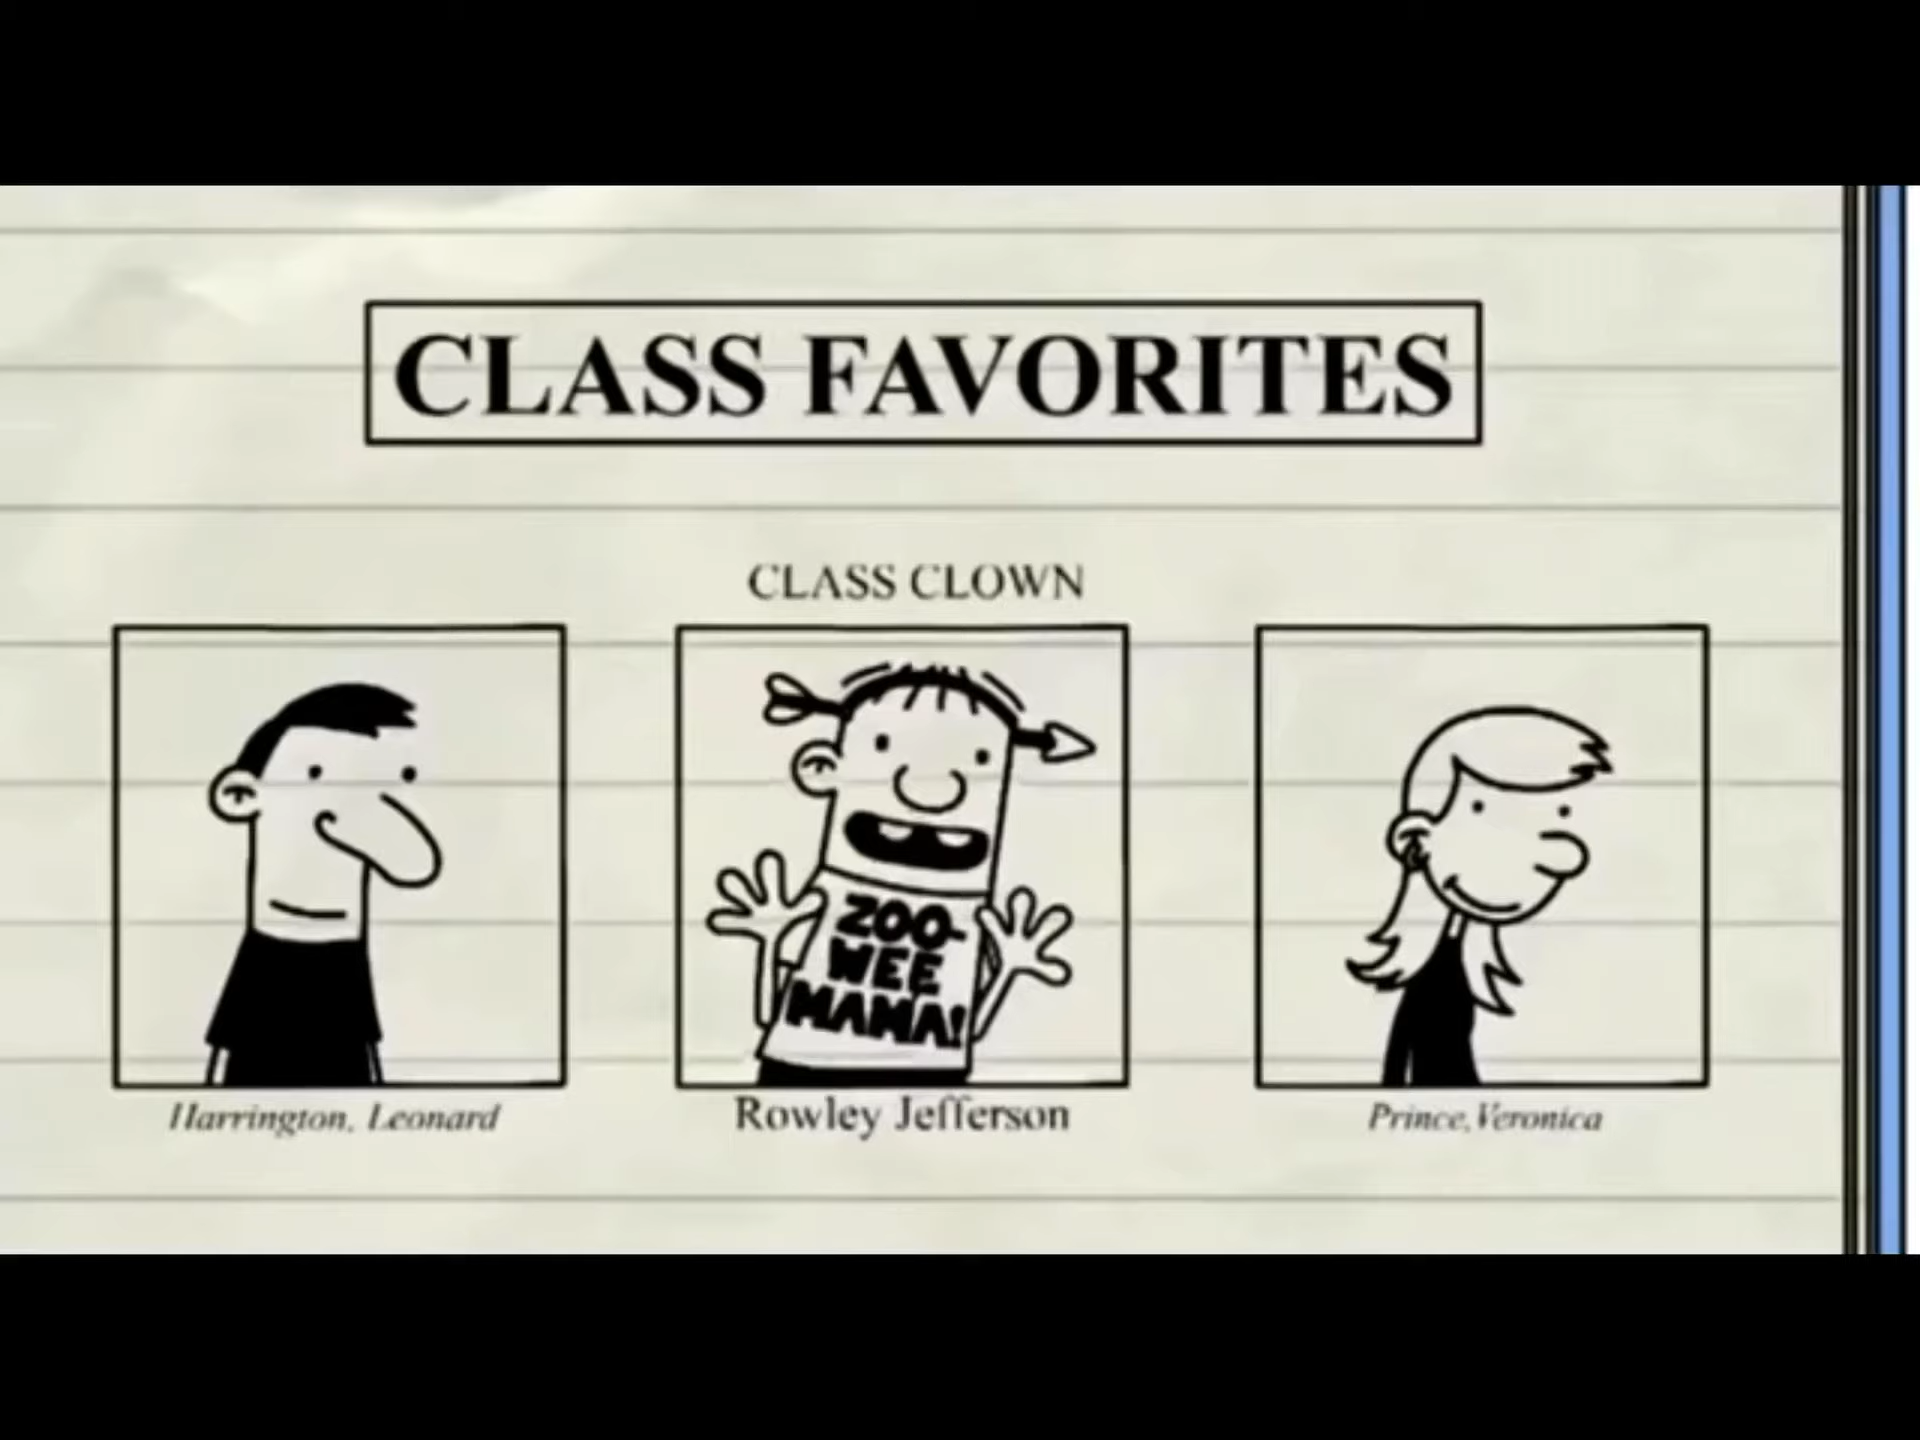 CLASS FAVORITES
CLASS CLOWN
ZOO-
WEE
MAMA!
Harrington, Leonard
Rowley Jefferson
Prince, Veronica